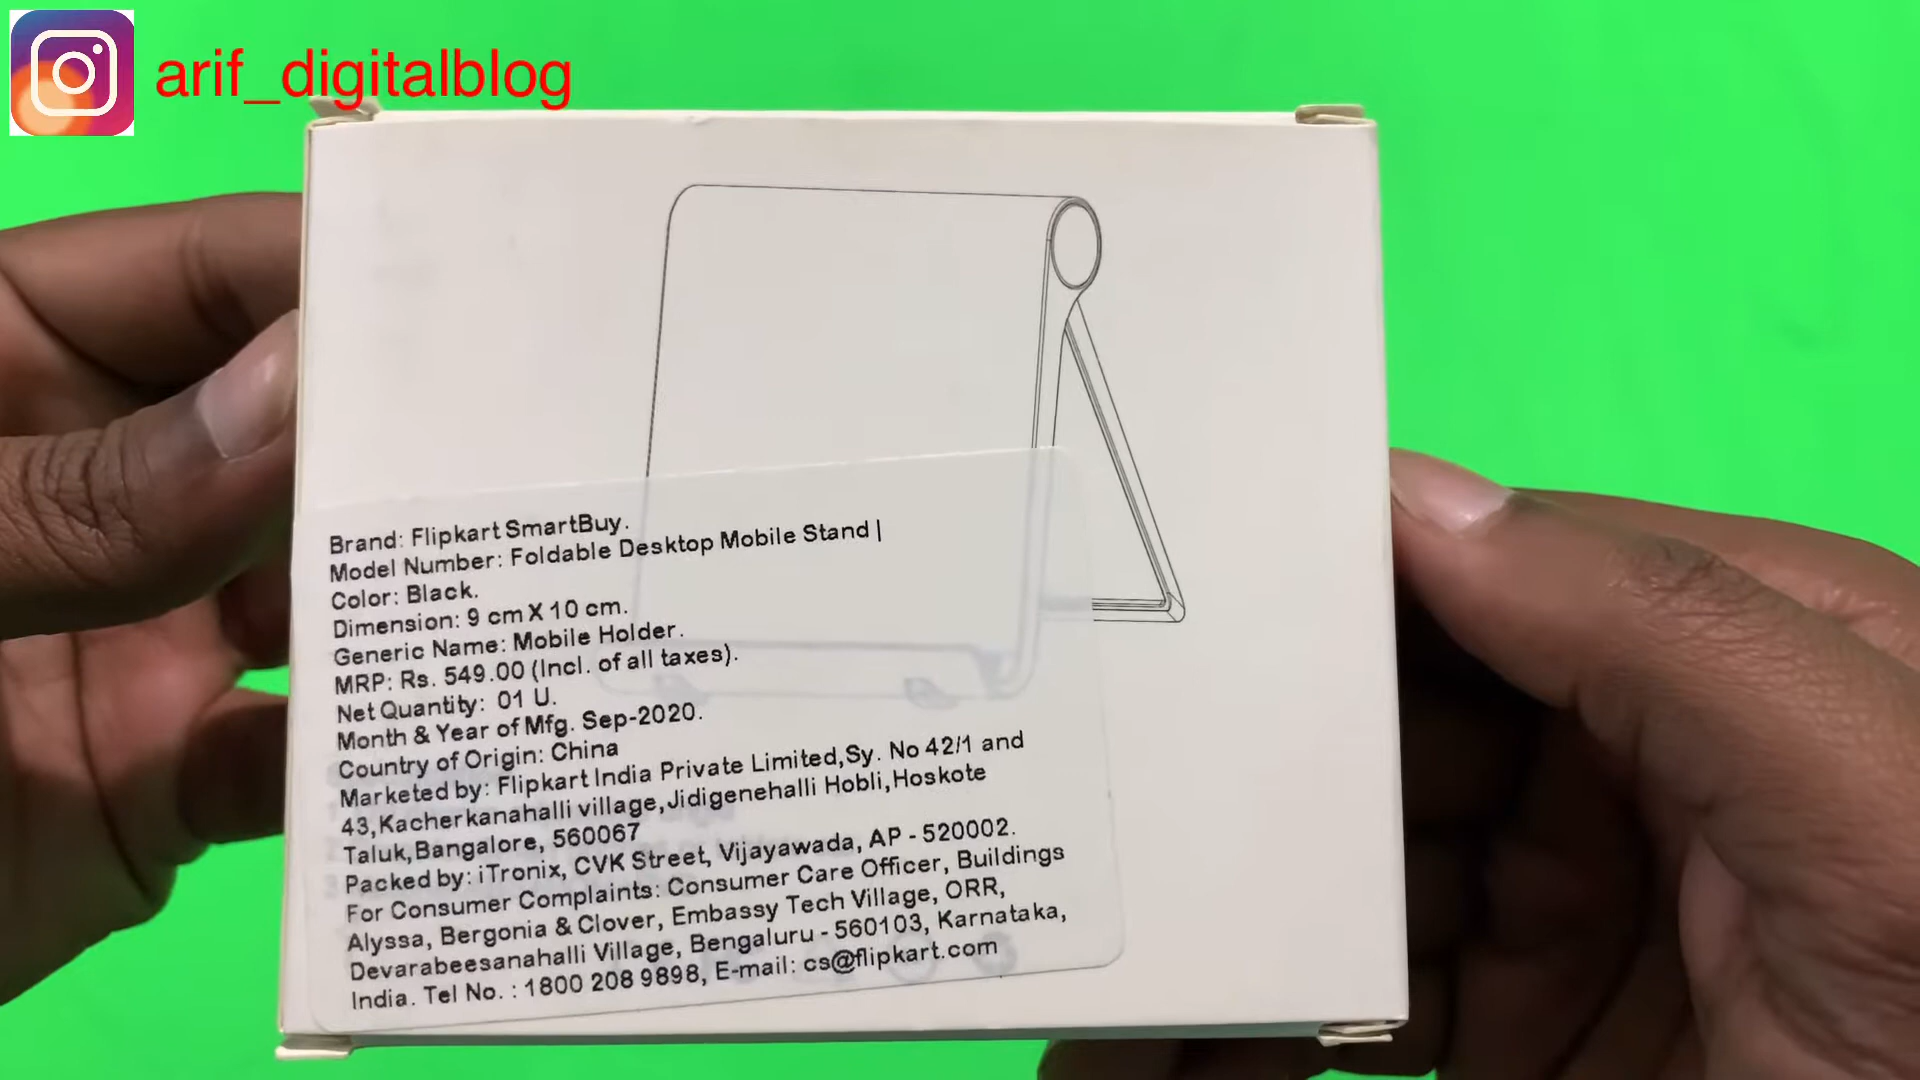 arif_digitalblog
Brand: Flipkart SmartBuy.
Model Number: Foldable Desktop Mobile Stand |
Color: Black.
Dimension: 9 cm X 10 cm.
Generic Name: Mobile Holder.
MRP: Rs. 549.00 (Incl. of all taxes).
Net Quantity: 01 U.
Month & Year of Mfg. Sep-2020.
Country of Origin: China
Marketed by: Flipkart India Private Limited,Sy. No 42/1 and
43,Kacherkanahalli village,Jidigenehalli Hobli,Hoskote
Taluk,Bangalore, 560067
Packed by: iTronix, CVK Street, Vijayawada, AP - 520002.
For Consumer Complaints: Consumer Care Officer, Buildings
Alyssa, Bergonia & Clover, Embassy Tech Village, ORR,
Devarabeesanahalli Village, Bengaluru - 560103, Karnataka,
India. Tel No. : 1800 208 9898, E-mail: cs@flipkart.com